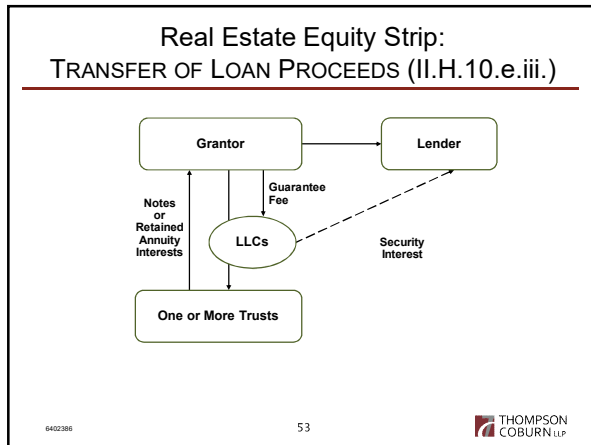 Real Estate Equity Strip:
TRANSFER OF LOAN PROCEEDS (II.H.10.e.iii.)
Grantor
Lender
Guarantee
Fee
Notes
or
Retained
Annuity
Interests
LLCs
Security
Interest
One or More Trusts
6402386
53
THOMPSON
COBURN LLP